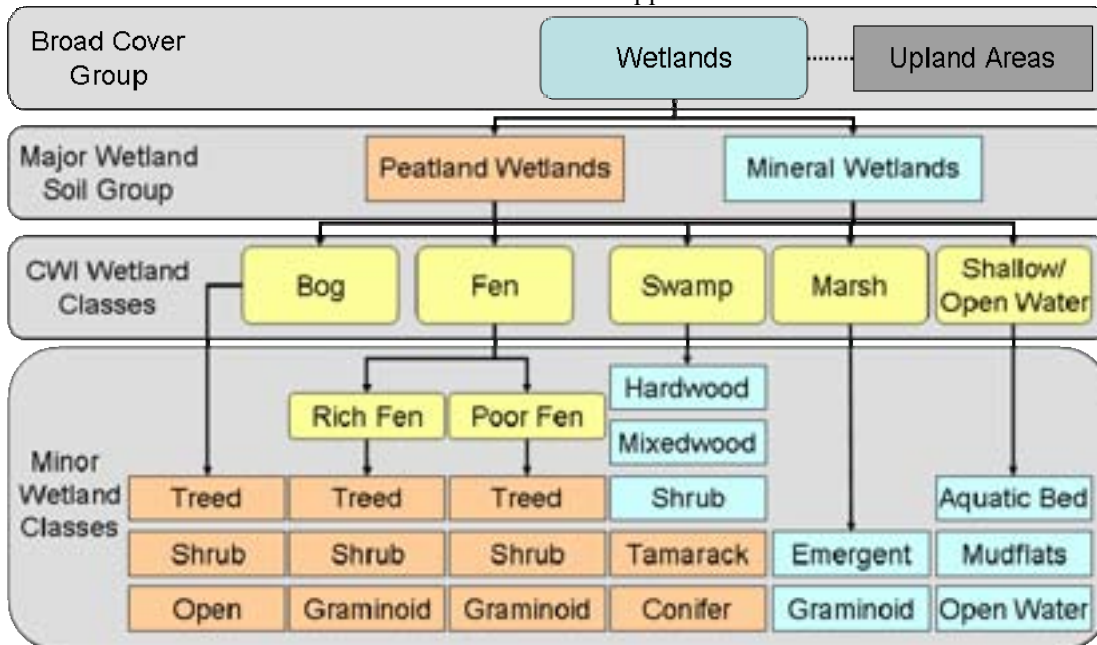 Broad Cover
Group
Wetlands
Upland Areas
Major Wetland
Soil Group
Peatland Wetlands
Mineral Wetlands
CWI Wetland
Classes
Bog
Fen
Swamp
Marsh
Shallow/
Open Water
Minor
Wetland
Classes
Rich Fen
Poor Fen
Hardwood
Mixedwood
Treed
Treed
Treed
Shrub
Aquatic Bed
Shrub
Shrub
Shrub
Tamarack
Emergent
Mudflats
Open
Graminoid
Graminoid
Conifer
Graminoid
Open Water